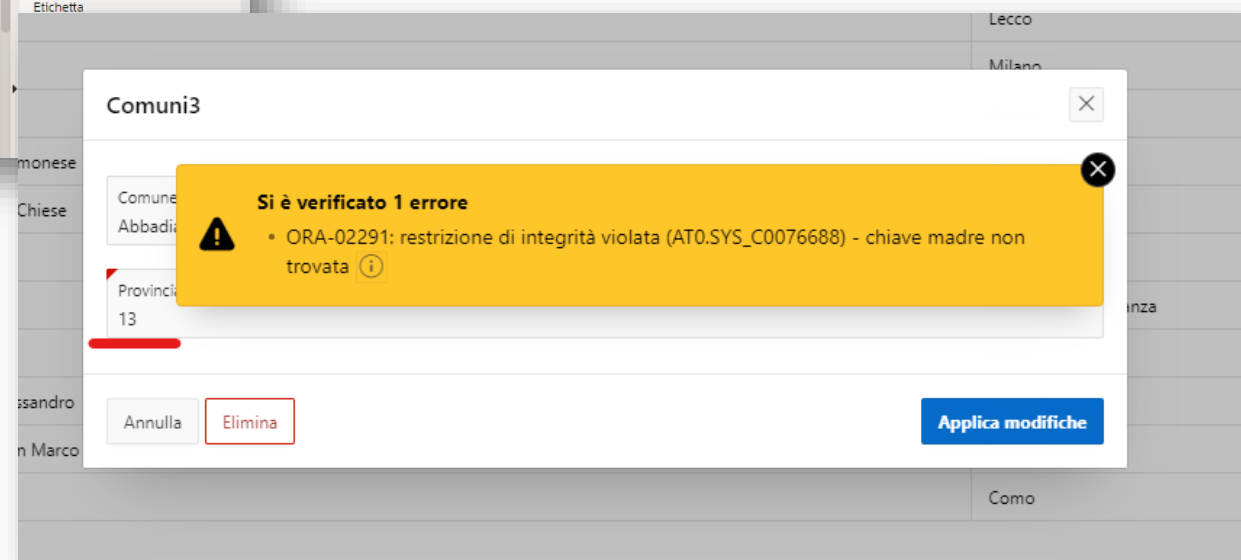 Etichetta
Lecco
Milano
Comuni3
monese
Chiese
Comune
Abbadia
Si è verificato 1 errore
• ORA-02291: restrizione di integrità violata (AT0.SYS_C0076688) - chiave madre non
trovata
Provincia
13
anza
ssandro
Annulla
Elimina
Applica modifiche
n Marco
Como